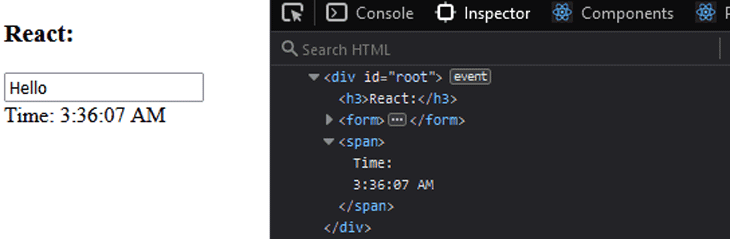 React:
Hello
Time: 3:36:07 AM
Console Inspector Components
Search HTML
<div id="root"> event
<h3>React:</h3>
<form> ••• </form>
<span>
Time:
3:36:07 AM
</span>
</div>